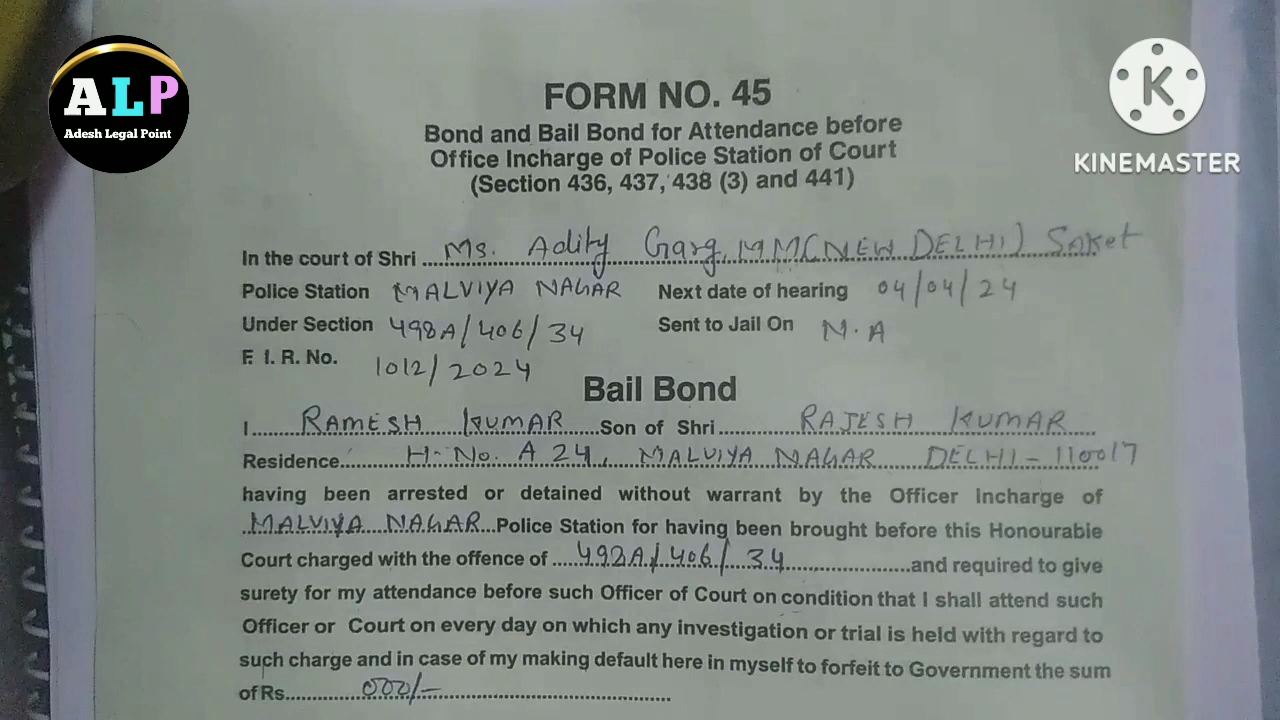 ALP
Adesh Legal Point
KINEMASTER
FORM NO. 45
Bond and Bail Bond for Attendance before
Office Incharge of Police Station of Court
(Section 436, 437, 438 (3) and 441)
In the court of Shri Ms. Adity Garg, MM(NEW DELHI) Saket
Police Station MALVIYA NAGAR Next date of hearing 04/04/24
Under Section 498A/406/34 Sent to Jail On N.A
F. I. R. No. 1012/2024
Bail Bond
I RAMESH KUMAR Son of Shri RAJESH KUMAR
Residence H.No. A 24, MALVIYA NAGAR DELHI-110017
having been arrested or detained without warrant by the Officer Incharge of
MALVIYA NAGAR Police Station for having been brought before this Honourable
Court charged with the offence of 498A/406/34 and required to give
surety for my attendance before such Officer of Court on condition that I shall attend such
Officer or Court on every day on which any investigation or trial is held with regard to
such charge and in case of my making default here in myself to forfeit to Government the sum
of Rs 000/-